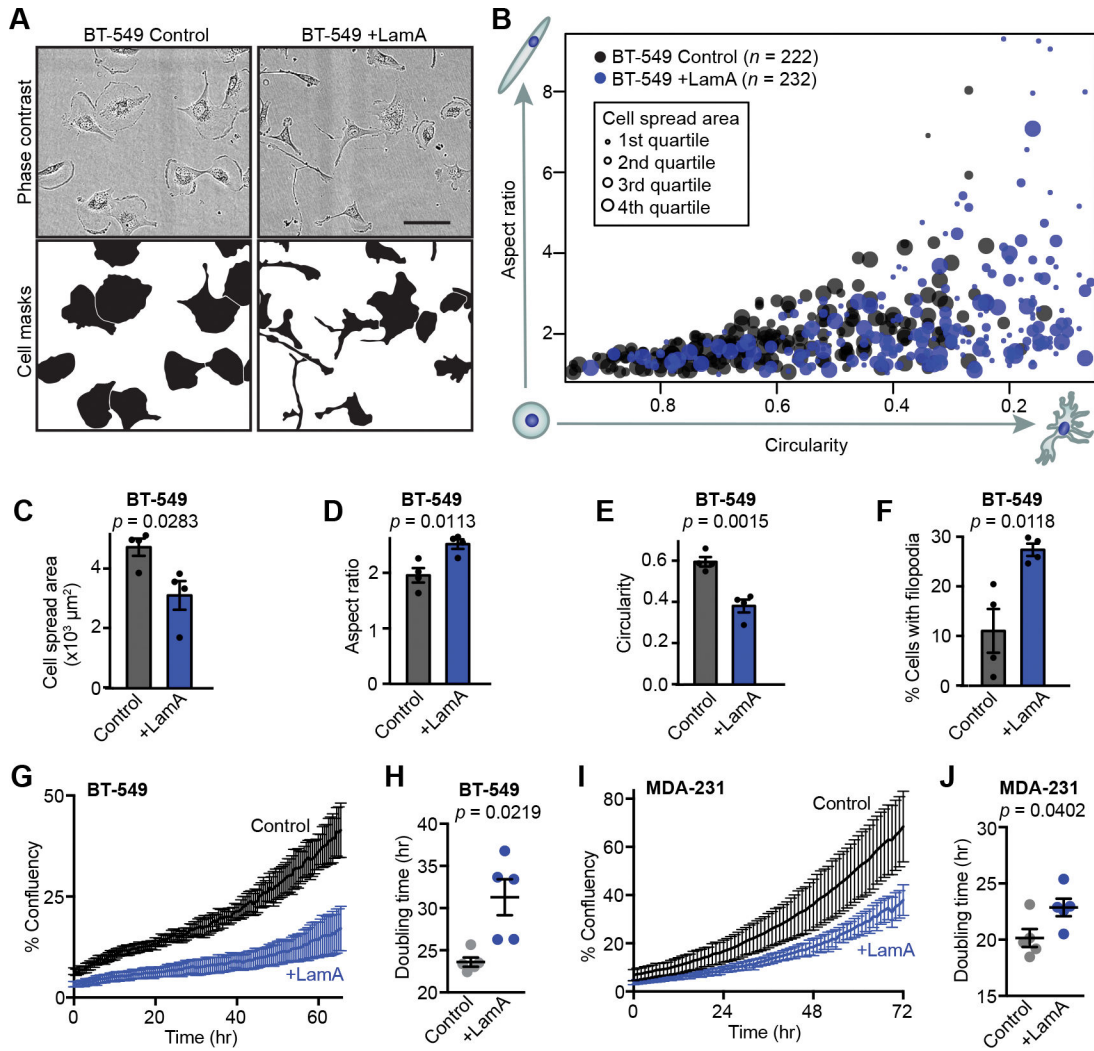 A
BT-549 Control
BT-549 +LamA
Phase contrast
Cell masks
B
BT-549 Control (n = 222)
BT-549 +LamA (n = 232)
Cell spread area
1st quartile
2nd quartile
3rd quartile
4th quartile
Aspect ratio
8
6
4
2
0.8
0.6
0.4
0.2
Circularity
C
BT-549
p = 0.0283
Cell spread area
(x10³ µm²)
4
2
0
Control
+LamA
D
BT-549
p = 0.0113
Aspect ratio
2
1
0
Control
+LamA
E
BT-549
p = 0.0015
Circularity
0.6
0.4
0.2
0.0
Control
+LamA
F
BT-549
p = 0.0118
% Cells with filopodia
30
20
10
0
Control
+LamA
G
BT-549
% Confluency
50
25
0
Control
+LamA
0
20
40
60
Time (hr)
H
BT-549
p = 0.0219
Doubling time (hr)
40
35
30
25
22
Control
+LamA
I
MDA-231
% Confluency
80
60
40
20
0
Control
+LamA
0
24
48
72
Time (hr)
J
MDA-231
p = 0.0402
Doubling time (hr)
30
25
20
15
Control
+LamA